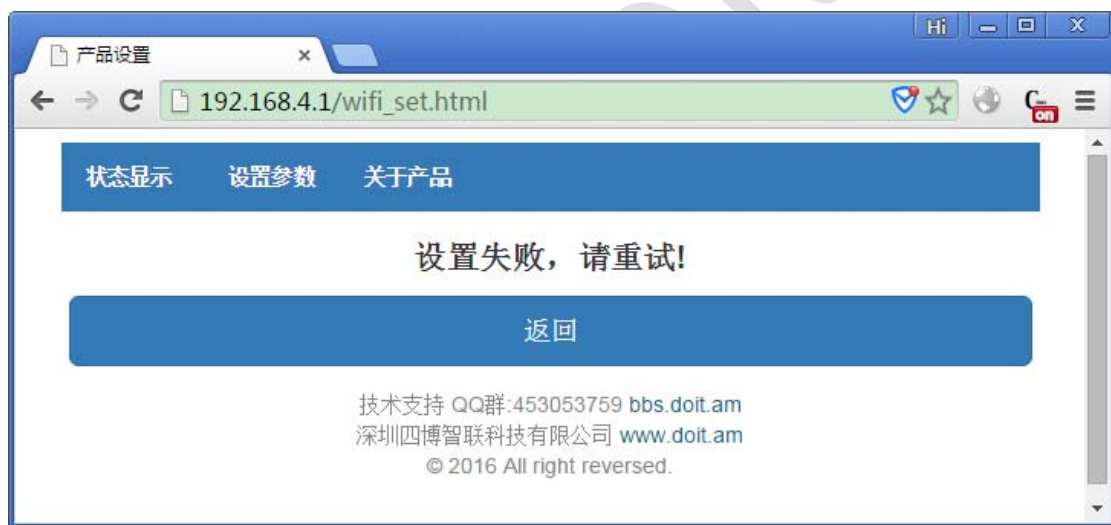 Hi
产品设置
192.168.4.1/wifi_set.html
on
状态显示 设置参数 关于产品
设置失败，请重试!
返回
技术支持 QQ群:453053759 bbs.doit.am
深圳四博智联科技有限公司 www.doit.am
© 2016 All right reversed.